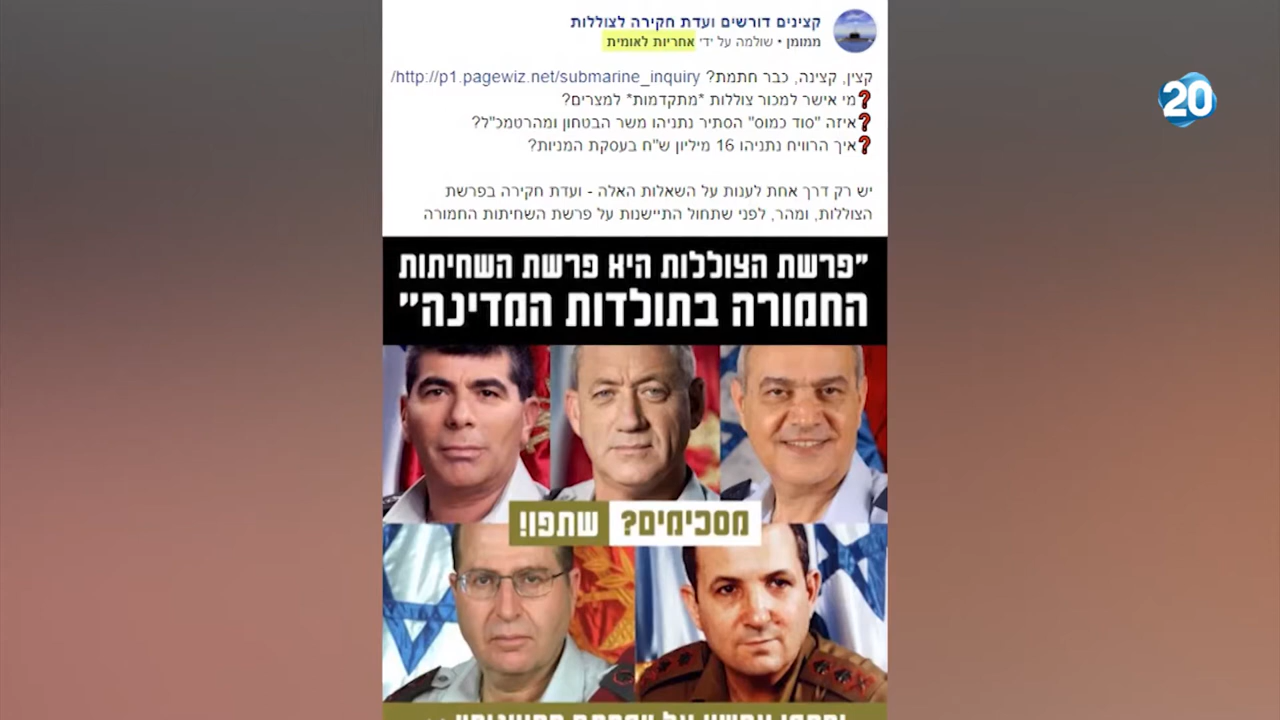 קצינים דורשים ועדת חקירה לצוללות
ממומן • שולמה על ידי אחריות לאומית
קצין, קצינה, כבר חתמת? http://p1.pagewiz.net/submarine_inquiry/
❓מי אישר למכור צוללות *מתקדמות* למצרים?
❓איזה "סוד כמוס" הסתיר נתניהו משר הבטחון ומהרטמכ"ל?
❓איך הרוויח נתניהו 16 מיליון ש"ח בעסקת המניות?
יש רק דרך אחת לענות על השאלות האלה - ועדת חקירה בפרשת
הצוללות, ומהר, לפני שתחול התיישנות על פרשת השחיתות החמורה
"פרשת הצוללות היא פרשת השחיתות
החמורה בתולדות המדינה"
מסכימים? שתפו!
20